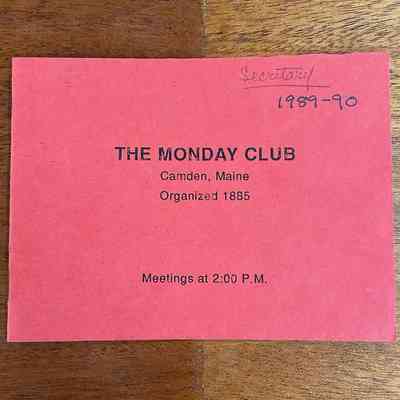 Secretary
1989-90
THE MONDAY CLUB
Camden, Maine
Organized 1885
Meetings at 2:00 P.M.